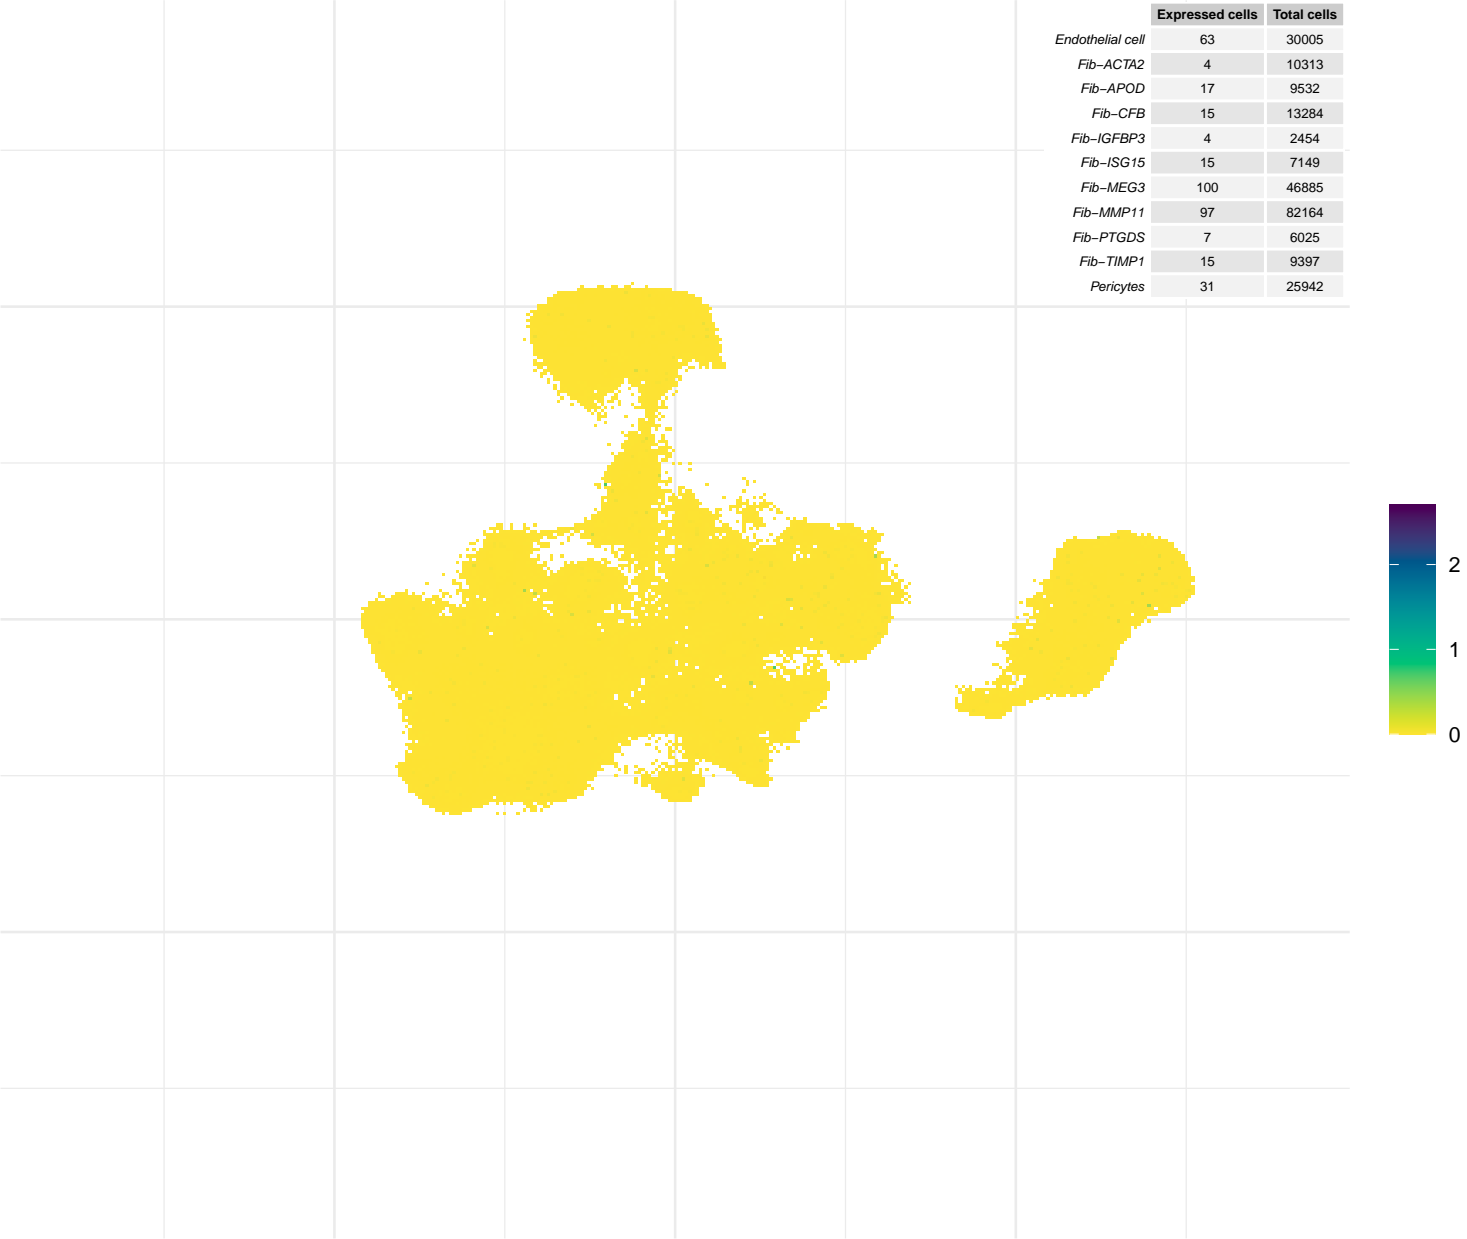 Expressed cells Total cells
Endothelial cell 63 30005
Fib−ACTA2 4 10313
Fib−APOD 17 9532
Fib−CFB 15 13284
Fib−IGFBP3 4 2454
Fib−ISG15 15 7149
Fib−MEG3 100 46885
Fib−MMP11 97 82164
Fib−PTGDS 7 6025
Fib−TIMP1 15 9397
Pericytes 31 25942
2
1
0